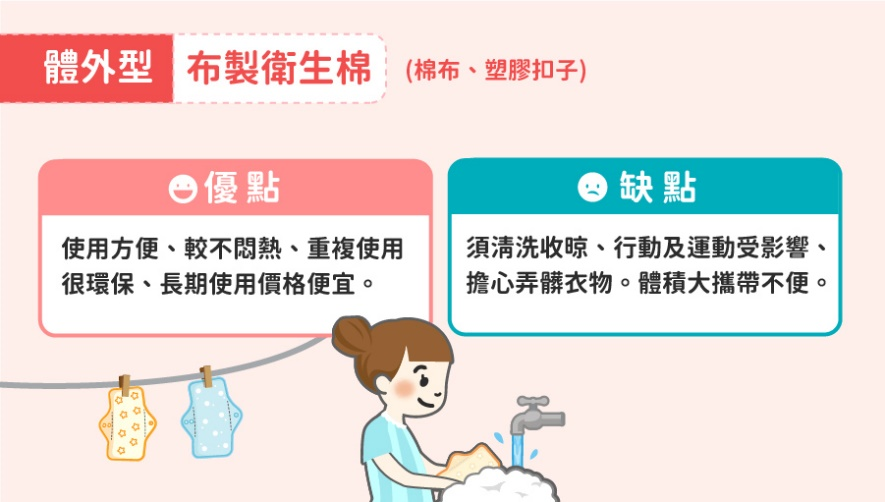 體外型 布製衛生棉 (棉布、塑膠扣子)
優點
使用方便、較不悶熱、重複使用
很環保、長期使用價格便宜。
缺點
須清洗收晾、行動及運動受影響、
擔心弄髒衣物。體積大攜帶不便。